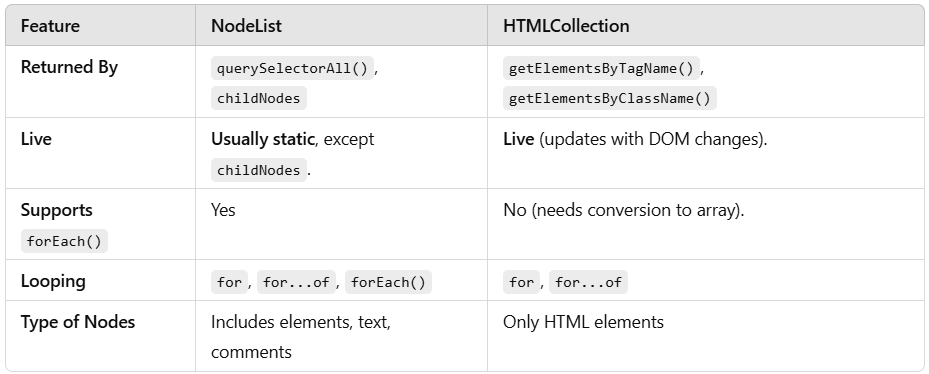 Feature NodeList HTMLCollection
Returned By querySelectorAll(), getElementsByTagName(),
childNodes getElementsByClassName()
Live Usually static, except Live (updates with DOM changes).
childNodes.
Supports Yes No (needs conversion to array).
forEach()
Looping for, for...of, forEach() for, for...of
Type of Nodes Includes elements, text, Only HTML elements
comments